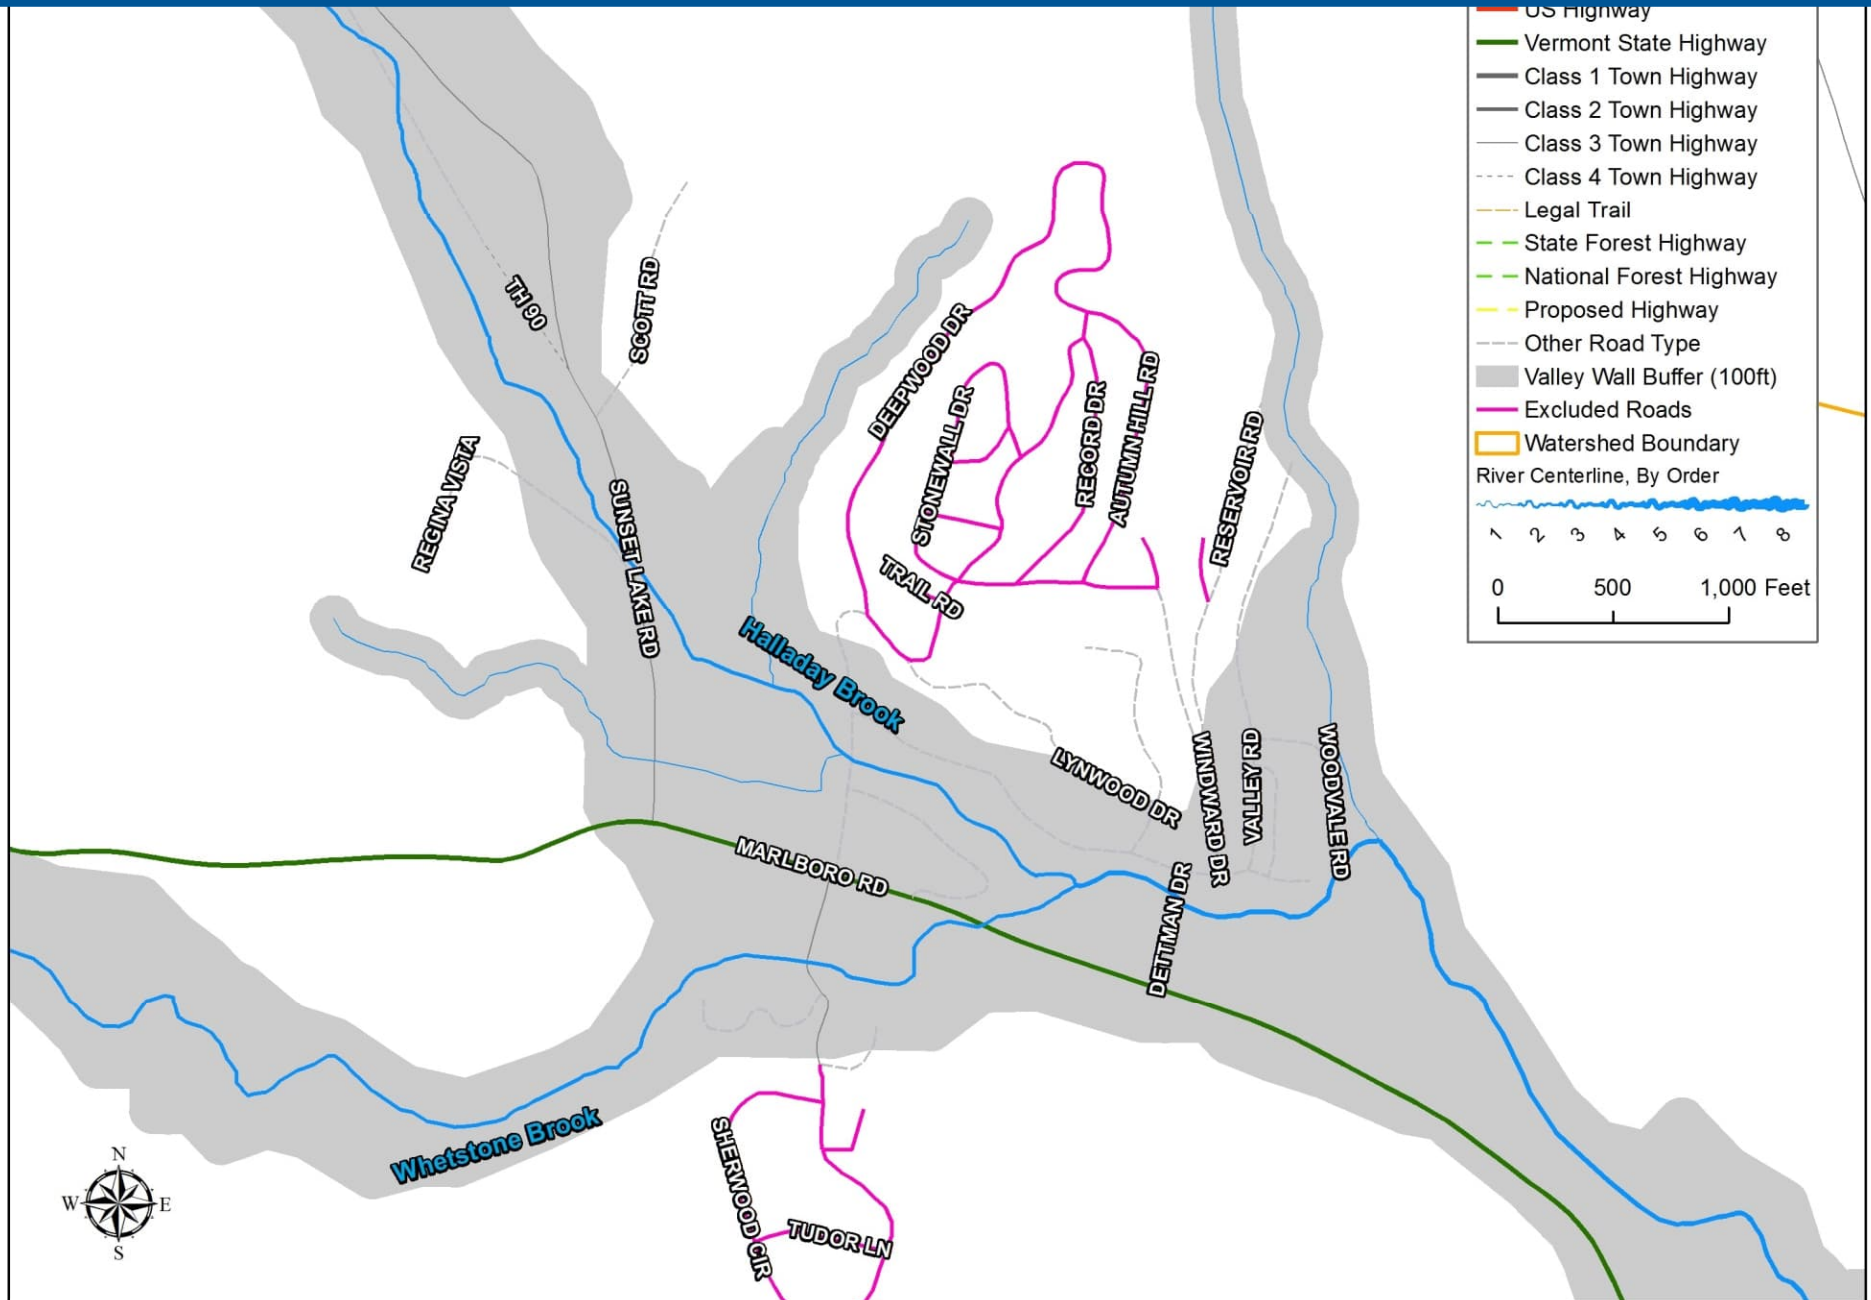 US Highway
Vermont State Highway
Class 1 Town Highway
Class 2 Town Highway
Class 3 Town Highway
Class 4 Town Highway
Legal Trail
State Forest Highway
National Forest Highway
Proposed Highway
Other Road Type
Valley Wall Buffer (100ft)
Excluded Roads
Watershed Boundary
River Centerline, By Order
1 2 3 4 5 6 7 8
0 500 1,000 Feet
TH 90
SCOTT RD
DEEPWOOD DR
STONEWALL DR
RECORD DR
AUTUMN HILL RD
RESERVOIR RD
REGINA VISTA
SUNSET LAKE RD
TRAIL RD
Halladay Brook
LYNWOOD DR
WINDWARD DR
VALLEY RD
WOODVALE RD
MARLBORO RD
DETTMAN DR
Whetstone Brook
SHERWOOD CIR
TUDOR LN
N
W E
S